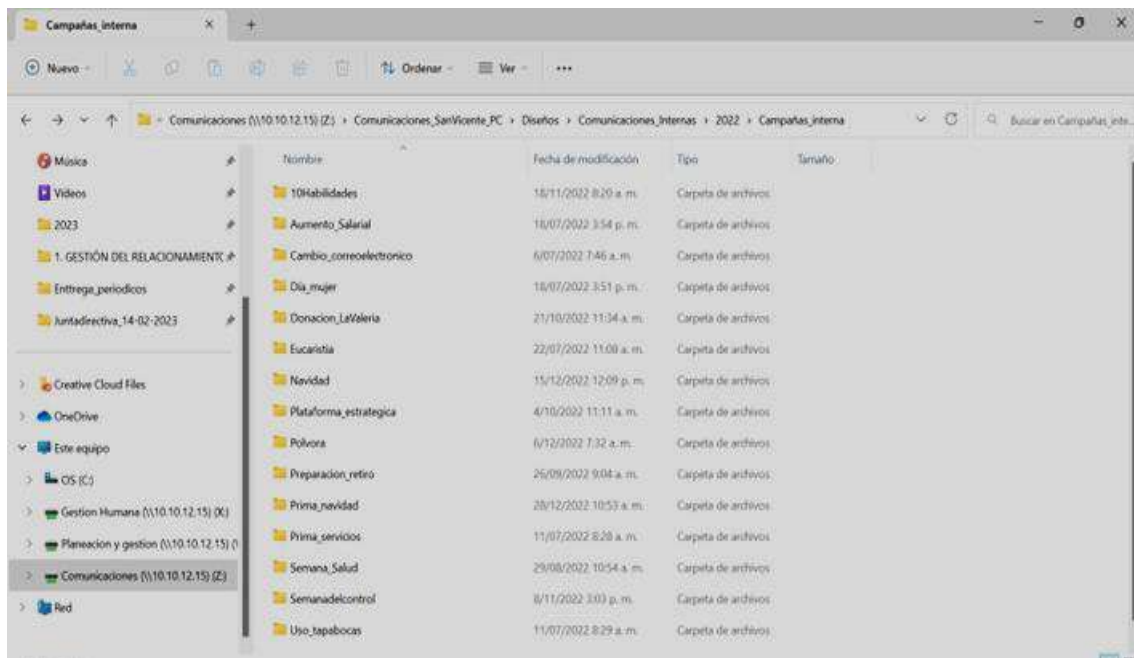 Campañas_interna
Nuevo
Ordenar
Ver
Comunicaciones (\\10.10.12.15) (Z:) > Comunicaciones_SanVicente_PC > Diseños > Comunicaciones_Internas > 2022 > Campañas_interna
Buscar en Campañas_inte...
Música
Videos
2023
1. GESTIÓN DEL RELACIONAMIENTO
Enttrega_periodicos
Juntadirectiva_14-02-2023
Creative Cloud Files
OneDrive
Este equipo
OS (C:)
Gestion Humana (\\10.10.12.15) (X:)
Planeacion y gestion (\\10.10.12.15) (
Comunicaciones (\\10.10.12.15) (Z:)
Red
Nombre Fecha de modificación Tipo Tamaño
10Habilidades 18/11/2022 8:20 a. m. Carpeta de archivos
Aumento_Salarial 18/07/2022 3:54 p. m. Carpeta de archivos
Cambio_correoelectronico 6/07/2022 7:46 a. m. Carpeta de archivos
Día_mujer 18/07/2022 3:51 p. m. Carpeta de archivos
Donacion_LaValeria 21/10/2022 11:34 a. m. Carpeta de archivos
Eucaristia 22/07/2022 11:08 a. m. Carpeta de archivos
Navidad 15/12/2022 12:09 p. m. Carpeta de archivos
Plataforma_estrategica 4/10/2022 11:11 a. m. Carpeta de archivos
Polvora 6/12/2022 7:32 a. m. Carpeta de archivos
Preparacion_retiro 26/09/2022 9:04 a. m. Carpeta de archivos
Prima_navidad 28/12/2022 10:53 a. m. Carpeta de archivos
Prima_servicios 11/07/2022 8:28 a. m. Carpeta de archivos
Semana_Salud 29/08/2022 10:54 a. m. Carpeta de archivos
Semanadelcontrol 8/11/2022 3:03 p. m. Carpeta de archivos
Uso_tapabocas 11/07/2022 8:29 a. m. Carpeta de archivos